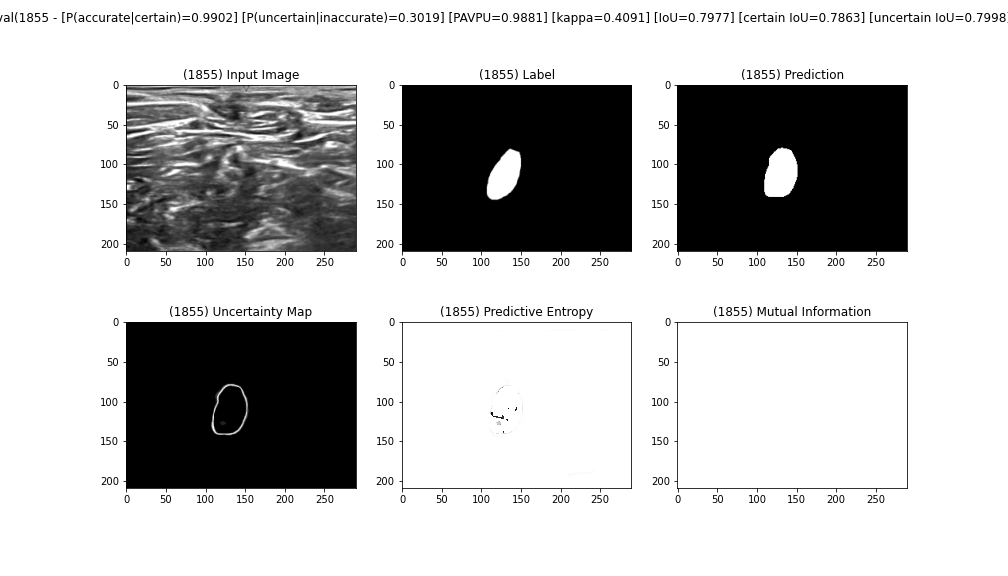 val(1855 - [P(accurate|certain)=0.9902] [P(uncertain|inaccurate)=0.3019] [PAVPU=0.9881] [kappa=0.4091] [IoU=0.7977] [certain IoU=0.7863] [uncertain IoU=0.7998]
(1855) Input Image
0
50
100
150
200
0 50 100 150 200 250
(1855) Label
0
50
100
150
200
0 50 100 150 200 250
(1855) Prediction
0
50
100
150
200
0 50 100 150 200 250
(1855) Uncertainty Map
0
50
100
150
200
0 50 100 150 200 250
(1855) Predictive Entropy
0
50
100
150
200
0 50 100 150 200 250
(1855) Mutual Information
0
50
100
150
200
0 50 100 150 200 250